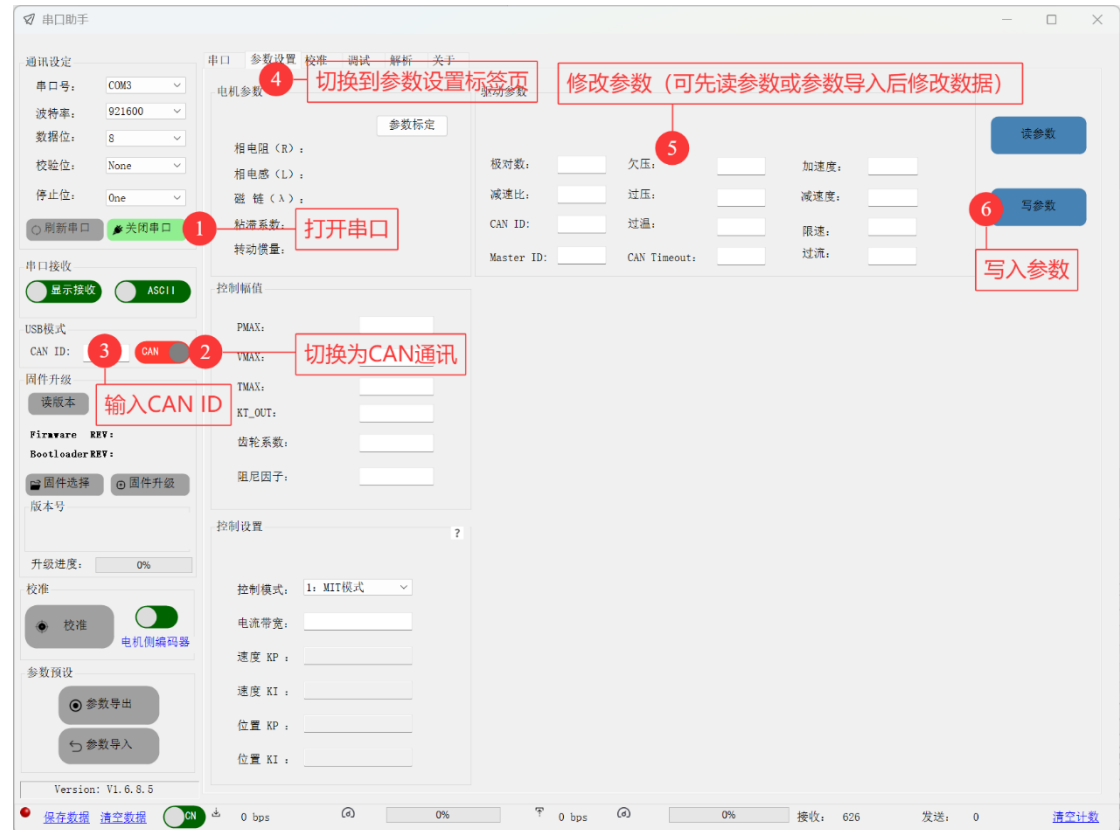 串口助手
通讯设定
串口号：
COM3
波特率：
921600
数据位：
8
校验位：
None
停止位：
One
刷新串口
关闭串口
1
打开串口
串口接收
显示接收
ASCII
USB模式
CAN ID:
3
CAN
2
切换为CAN通讯
输入CAN ID
固件升级
读版本
Firmware REV:
Bootloader REV:
固件选择
固件升级
版本号
升级进度：
0%
校准
校准
电机侧编码器
参数预设
参数导出
参数导入
Version: V1.6.8.5
串口
参数设置
校准
调试
解析
关于
4
切换到参数设置标签页
电机参数
参数标定
相电阻（R）：
相电感（L）：
磁 链（λ）：
粘滞系数：
转动惯量：
驱动参数
修改参数（可先读参数或参数导入后修改数据）
5
极对数：
欠压：
加速度：
减速比：
过压：
减速度：
CAN ID:
过温：
限速：
Master ID:
CAN Timeout:
过流：
读参数
写参数
6
写入参数
控制幅值
PMAX:
VMAX:
TMAX:
KT_OUT:
齿轮系数：
阻尼因子：
控制设置
?
控制模式：
1: MIT模式
电流带宽：
速度 KP ：
速度 KI ：
位置 KP ：
位置 KI ：
保存数据
清空数据
CN
0 bps
0%
0 bps
0%
接收： 626
发送： 0
清空计数